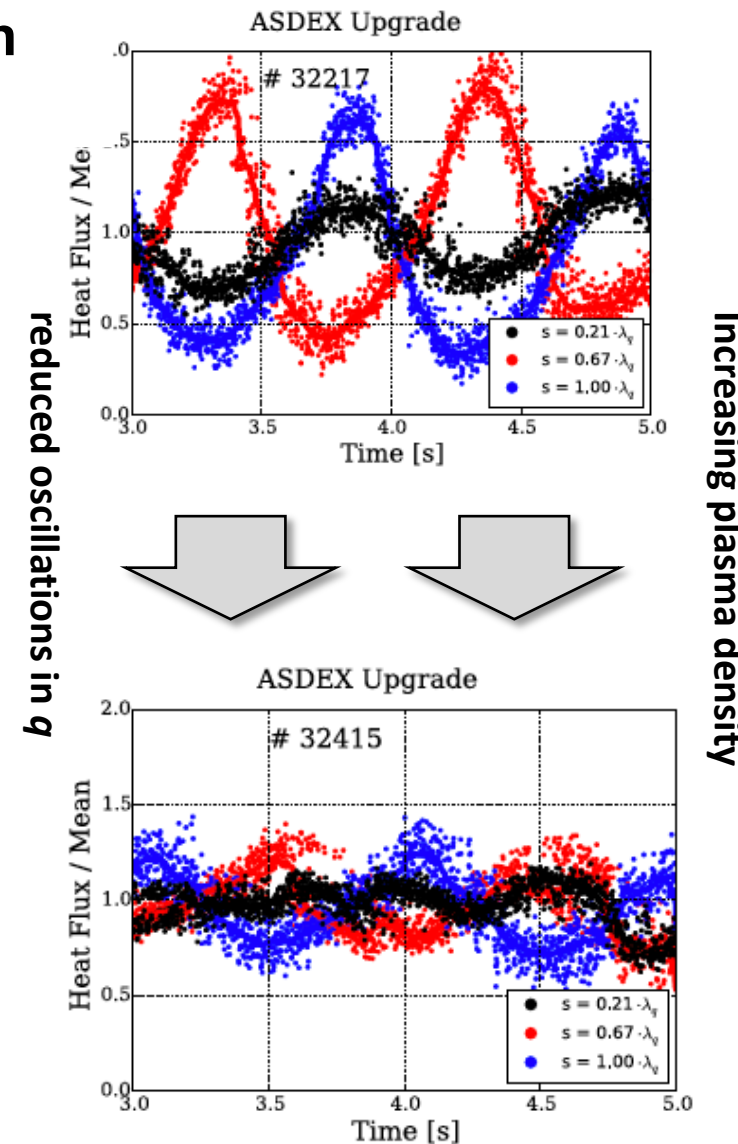 n
ASDEX Upgrade
# 32217
Heat Flux / Me
.0
.5
1.0
0.5
0.0
s = 0.21 ·λq
s = 0.67 ·λq
s = 1.00 ·λq
3.0 3.5 4.0 4.5 5.0
Time [s]
reduced oscillations in q
Increasing plasma density
ASDEX Upgrade
# 32415
Heat Flux / Mean
2.0
1.5
1.0
0.5
0.0
s = 0.21 ·λq
s = 0.67 ·λq
s = 1.00 ·λq
3.0 3.5 4.0 4.5 5.0
Time [s]